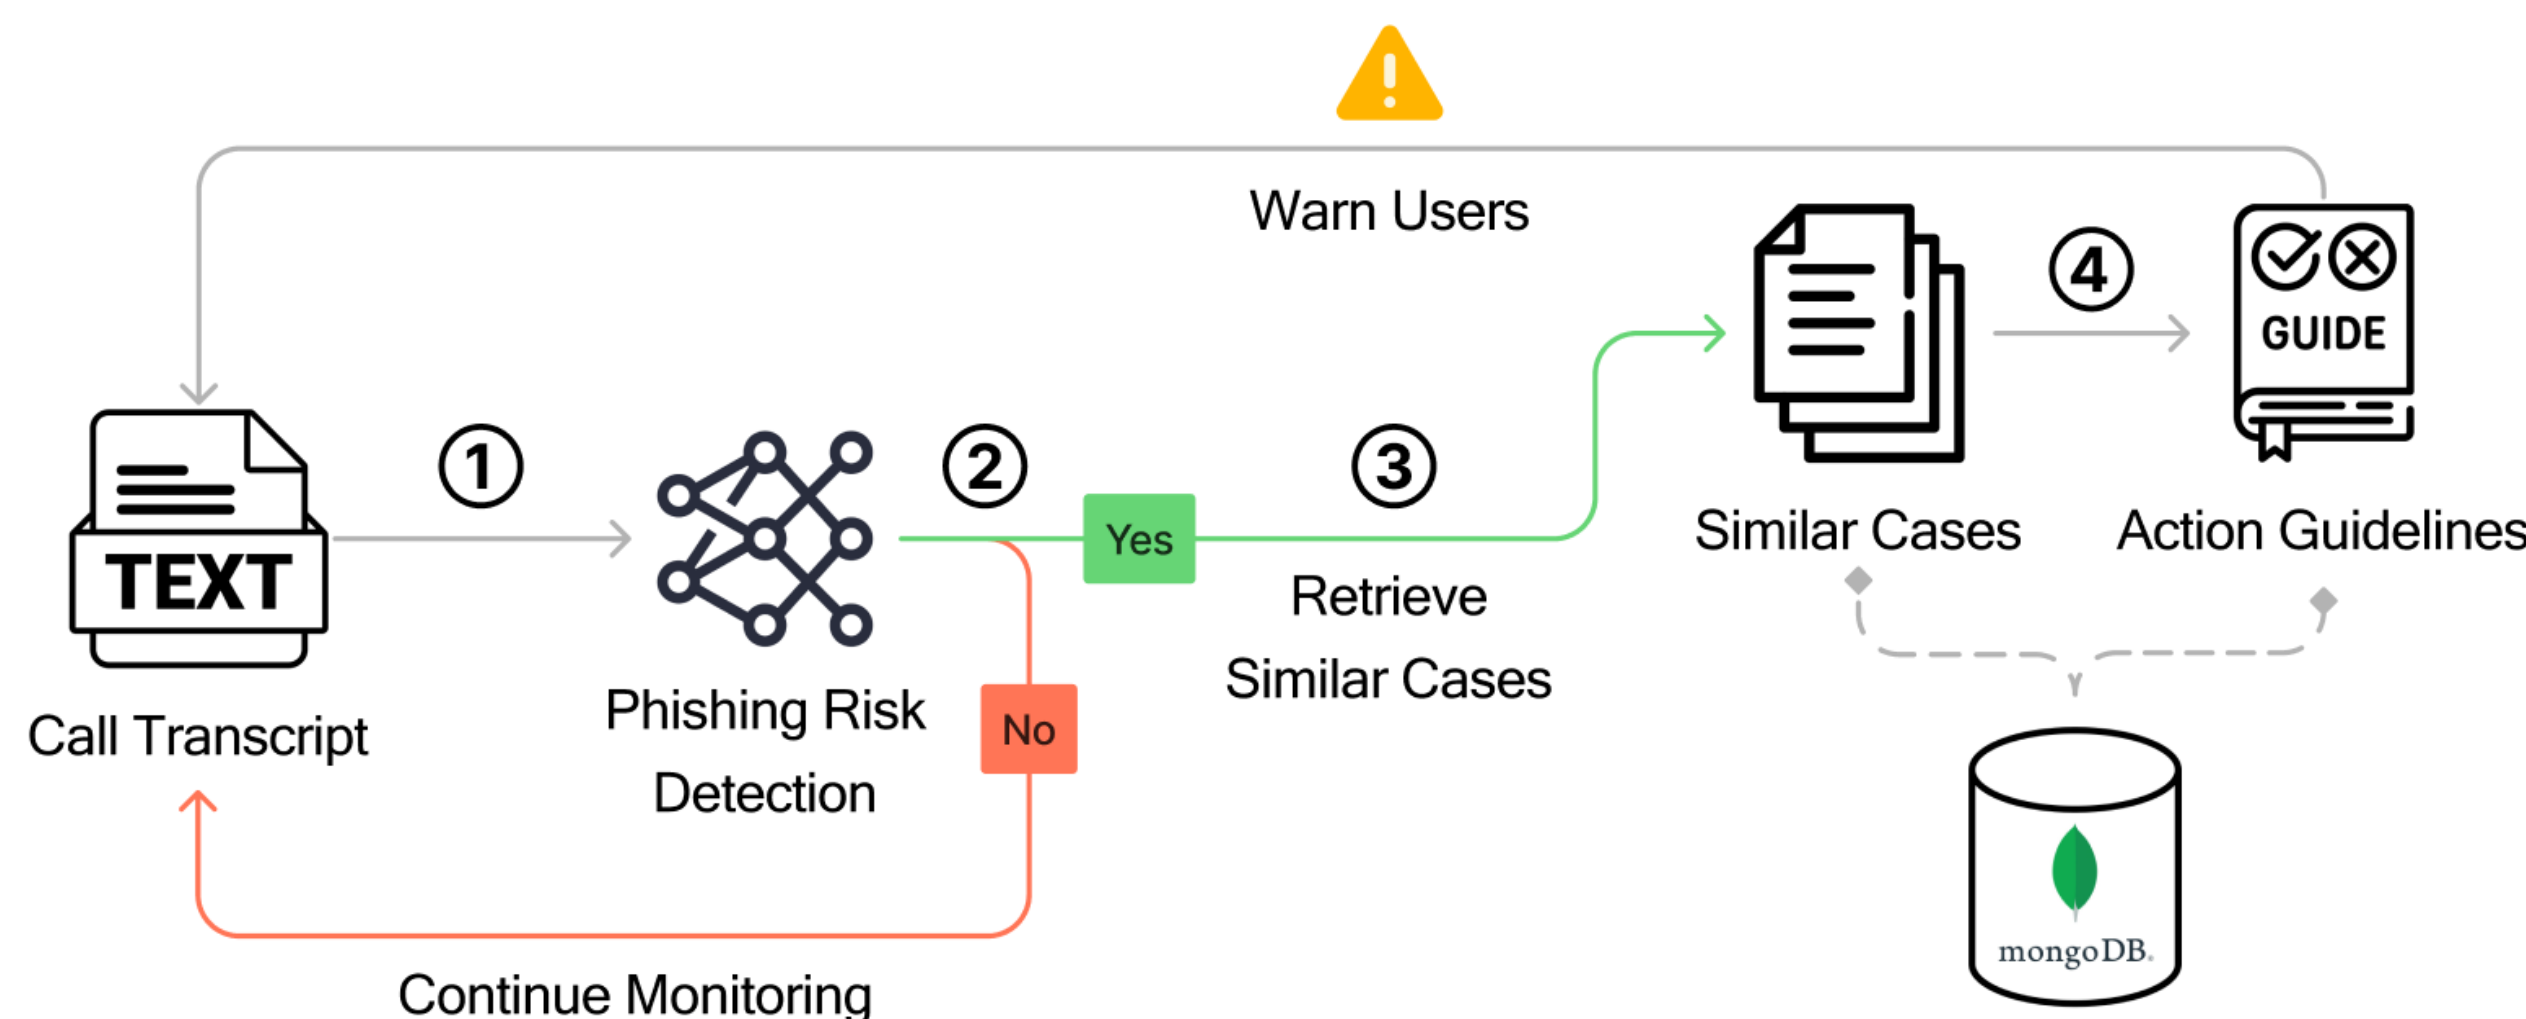 Warn Users
4
GUIDE
1
2
3
TEXT
Yes
Similar Cases
Action Guidelines
Retrieve
Similar Cases
Call Transcript
Phishing Risk
Detection
No
mongoDB.
Continue Monitoring